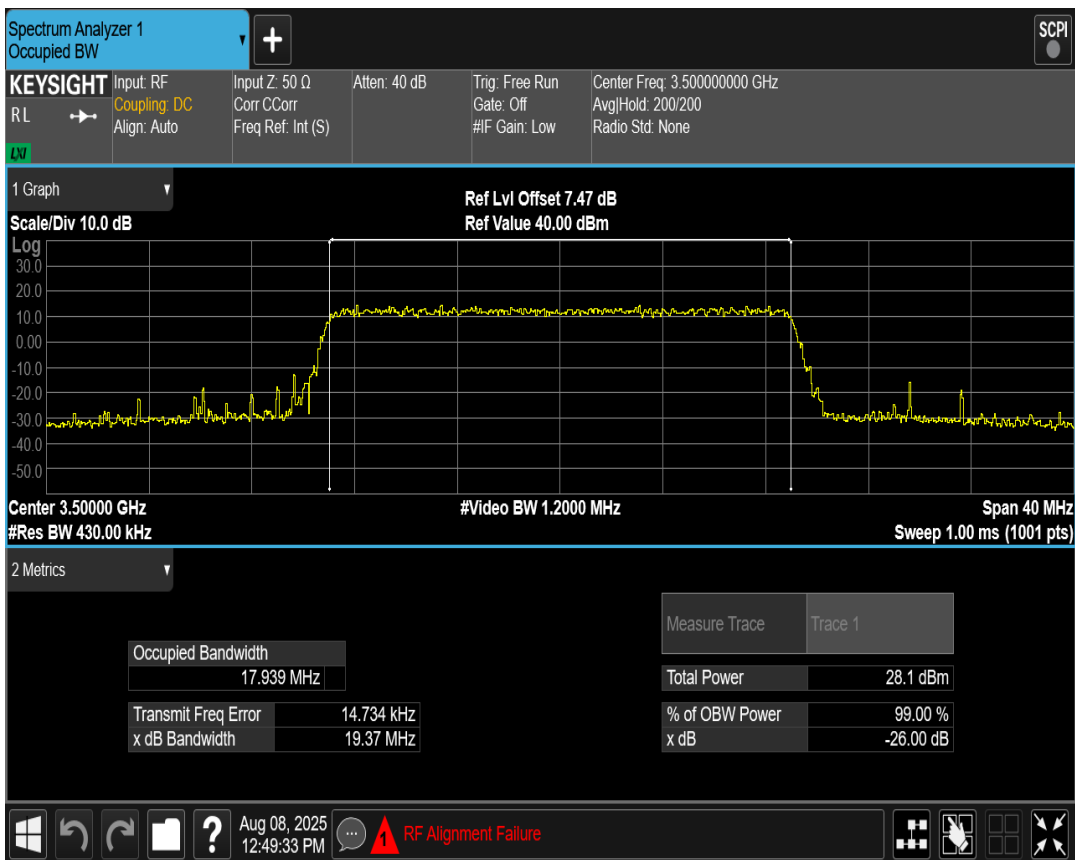 Spectrum Analyzer 1
Occupied BW
+
SCPI
KEYSIGHT
RL
LXI
Input: RF
Coupling: DC
Align: Auto
Input Z: 50 Ω
Corr CCorr
Freq Ref: Int (S)
Atten: 40 dB
Trig: Free Run
Gate: Off
#IF Gain: Low
Center Freq: 3.500000000 GHz
Avg|Hold: 200/200
Radio Std: None
1 Graph
Scale/Div 10.0 dB
Ref Lvl Offset 7.47 dB
Ref Value 40.00 dBm
Log
30.0
20.0
10.0
0.00
-10.0
-20.0
-30.0
-40.0
-50.0
Center 3.50000 GHz
#Res BW 430.00 kHz
#Video BW 1.2000 MHz
Span 40 MHz
Sweep 1.00 ms (1001 pts)
2 Metrics
Measure Trace Trace 1
Occupied Bandwidth
17.939 MHz
Total Power 28.1 dBm
Transmit Freq Error 14.734 kHz
% of OBW Power 99.00 %
x dB Bandwidth 19.37 MHz
x dB -26.00 dB
?
Aug 08, 2025
12:49:33 PM
1
RF Alignment Failure